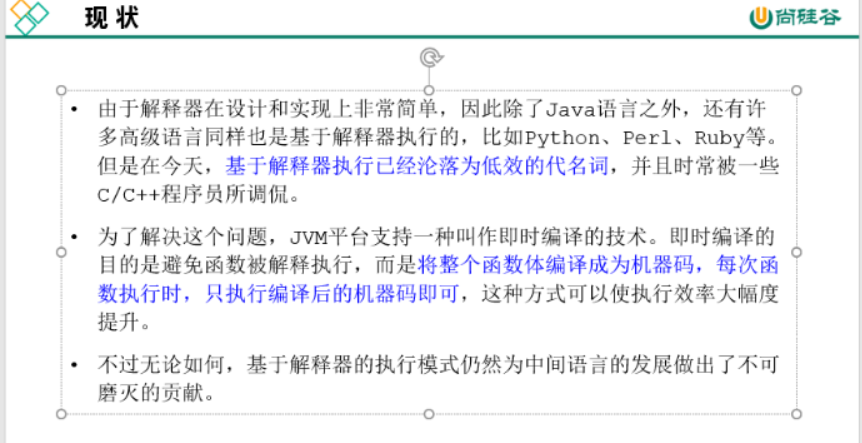 现状
尚硅谷
• 由于解释器在设计和实现上非常简单，因此除了Java语言之外，还有许
多高级语言同样也是基于解释器执行的，比如Python、Perl、Ruby等。
但是在今天，基于解释器执行已经沦落为低效的代名词，并且时常被一些
C/C++程序员所调侃。
• 为了解决这个问题，JVM平台支持一种叫作即时编译的技术。即时编译的
目的是避免函数被解释执行，而是将整个函数体编译成为机器码，每次函
数执行时，只执行编译后的机器码即可，这种方式可以使执行效率大幅度
提升。
• 不过无论如何，基于解释器的执行模式仍然为中间语言的发展做出了不可
磨灭的贡献。